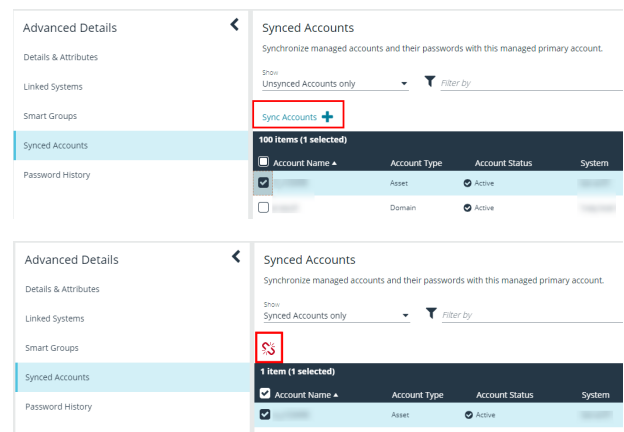 Advanced Details
Synced Accounts
Details & Attributes
Synchronize managed accounts and their passwords with this managed primary account.
Linked Systems
Show
Unsynced Accounts only
Filter by
Smart Groups
Sync Accounts
Synced Accounts
100 items (1 selected)
Account Name Account Type Account Status System
Password History
Asset Active
Domain Active
Advanced Details
Synced Accounts
Details & Attributes
Synchronize managed accounts and their passwords with this managed primary account.
Linked Systems
Show
Synced Accounts only
Filter by
Smart Groups
Synced Accounts
1 item (1 selected)
Account Name Account Type Account Status System
Password History
Asset Active